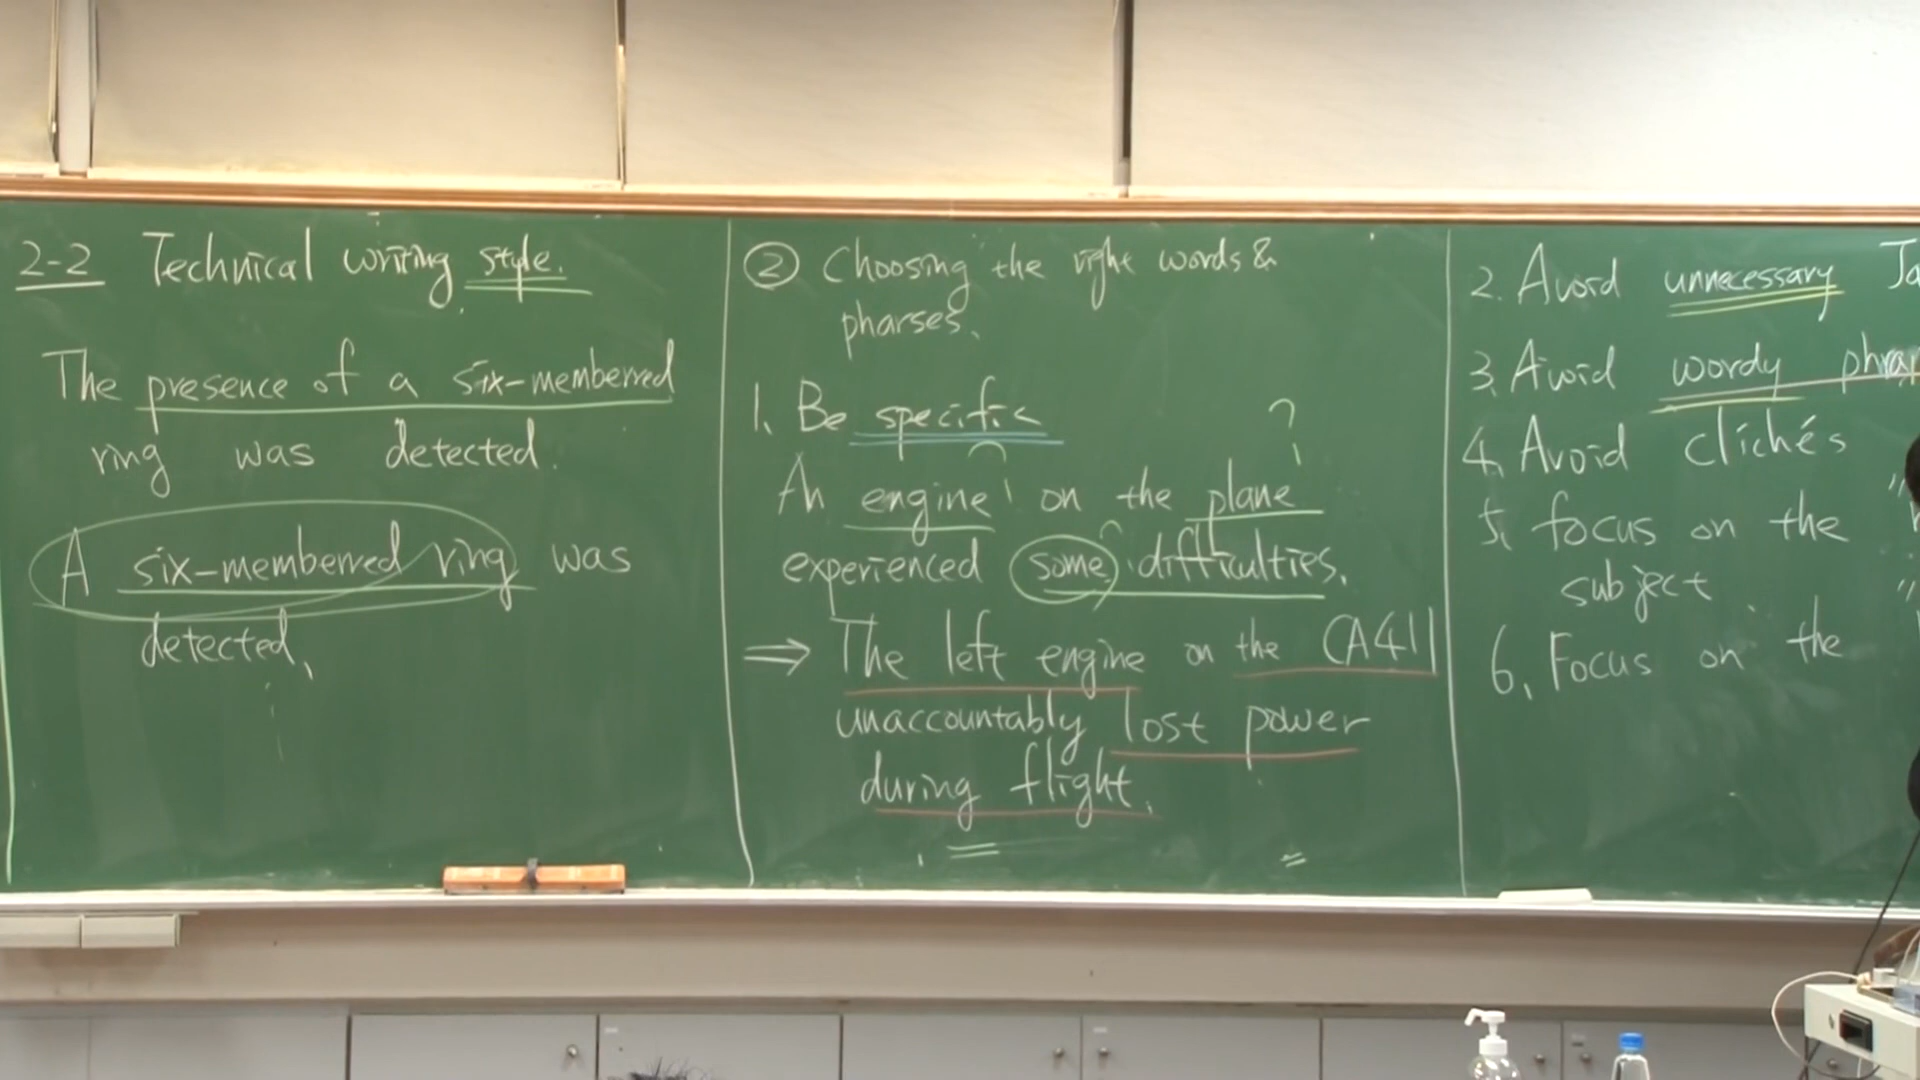 2-2 Technical writing style.
The presence of a six-memberred
ring was detected.
A six-memberred ring was
detected.
② Choosing the right words &
pharses.
1. Be specific
?
An engine on the plane
experienced some difficulties.
⇒ The left engine on the CA411
unaccountably lost power
during flight.
2. Avoid unnecessary
3. Avoid wordy
4. Avoid clichés
5. focus on the
subject
6. Focus on the